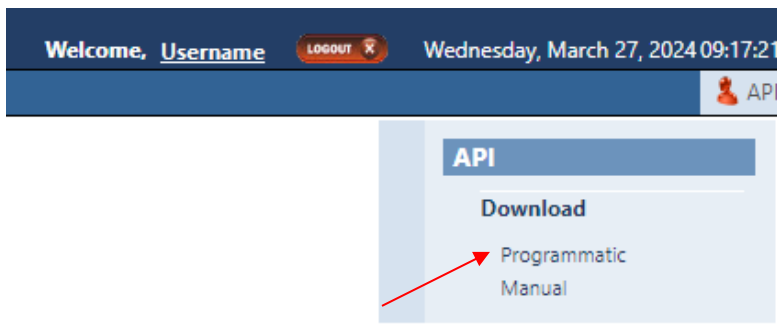 Welcome, Username LOGOUT Wednesday, March 27, 2024 09:17:21
API
API
Download
Programmatic
Manual